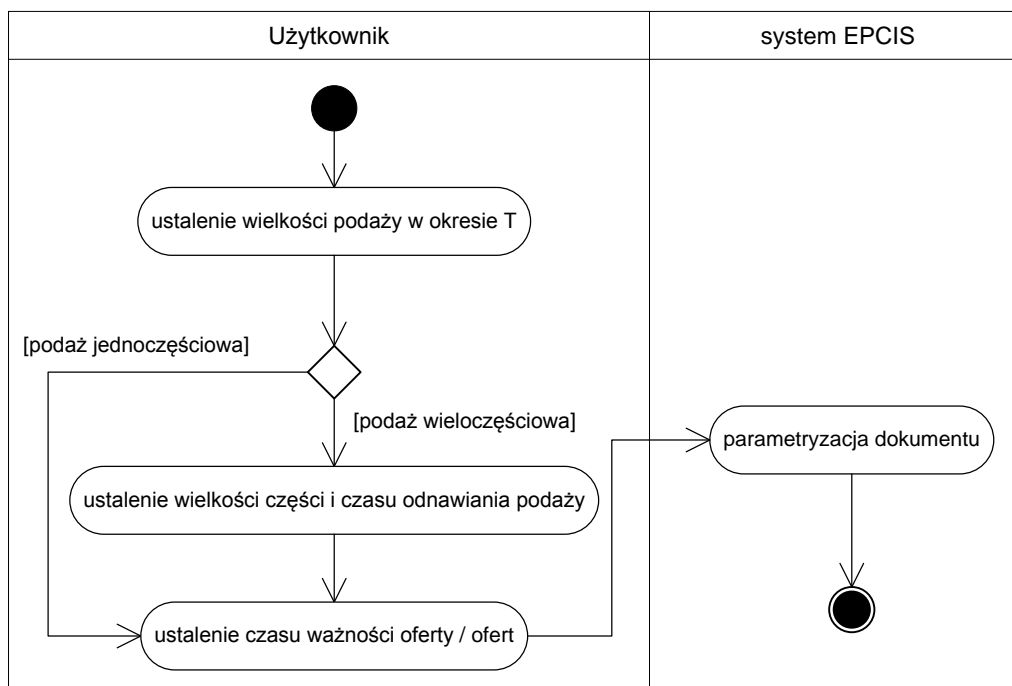 Użytkownik
system EPCIS
ustalenie wielkości podaży w okresie T
[podaż jednoczęściowa]
[podaż wieloczęściowa]
parametryzacja dokumentu
ustalenie wielkości części i czasu odnawiania podaży
ustalenie czasu ważności oferty / ofert